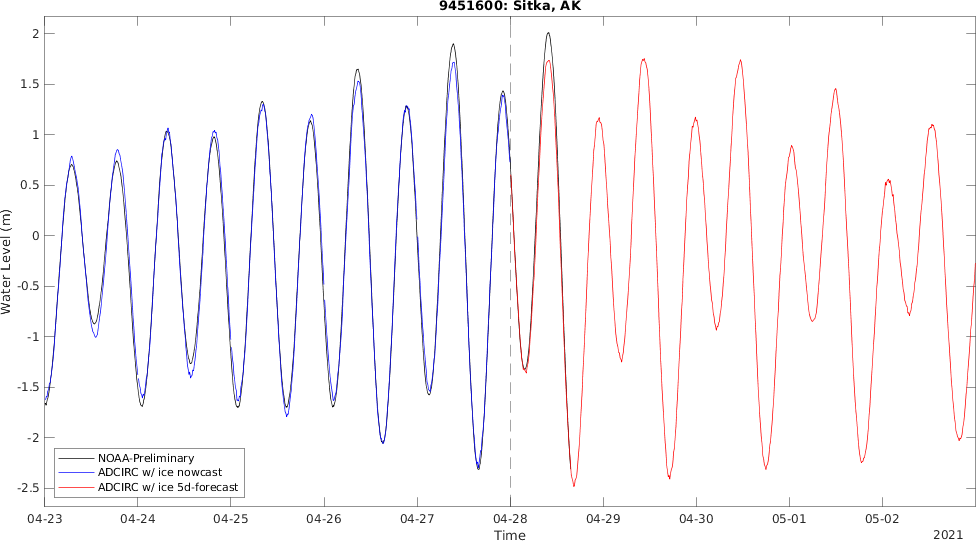 9451600: Sitka, AK
2
1.5
1
0.5
0
-0.5
-1
-1.5
-2
-2.5
Water Level (m)
NOAA-Preliminary
ADCIRC w/ ice nowcast
ADCIRC w/ ice 5d-forecast
04-23 04-24 04-25 04-26 04-27 04-28 04-29 04-30 05-01 05-02
Time
2021